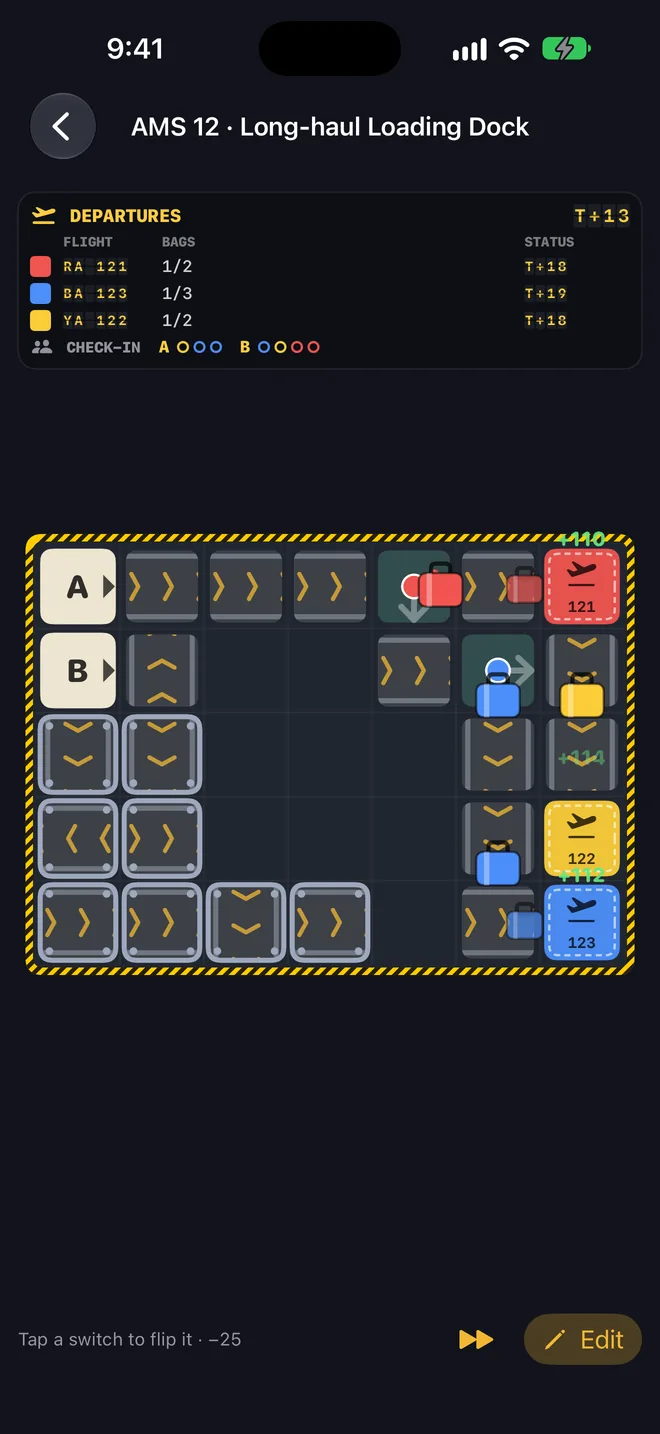 9:41
AMS 12 · Long-haul Loading Dock
DEPARTURES T+13
FLIGHT BAGS STATUS
RA 121 1/2 T+18
BA 123 1/3 T+19
YA 122 1/2 T+18
CHECK-IN A B
+110
A
121
B
+114
122
+112
123
Tap a switch to flip it · −25
Edit